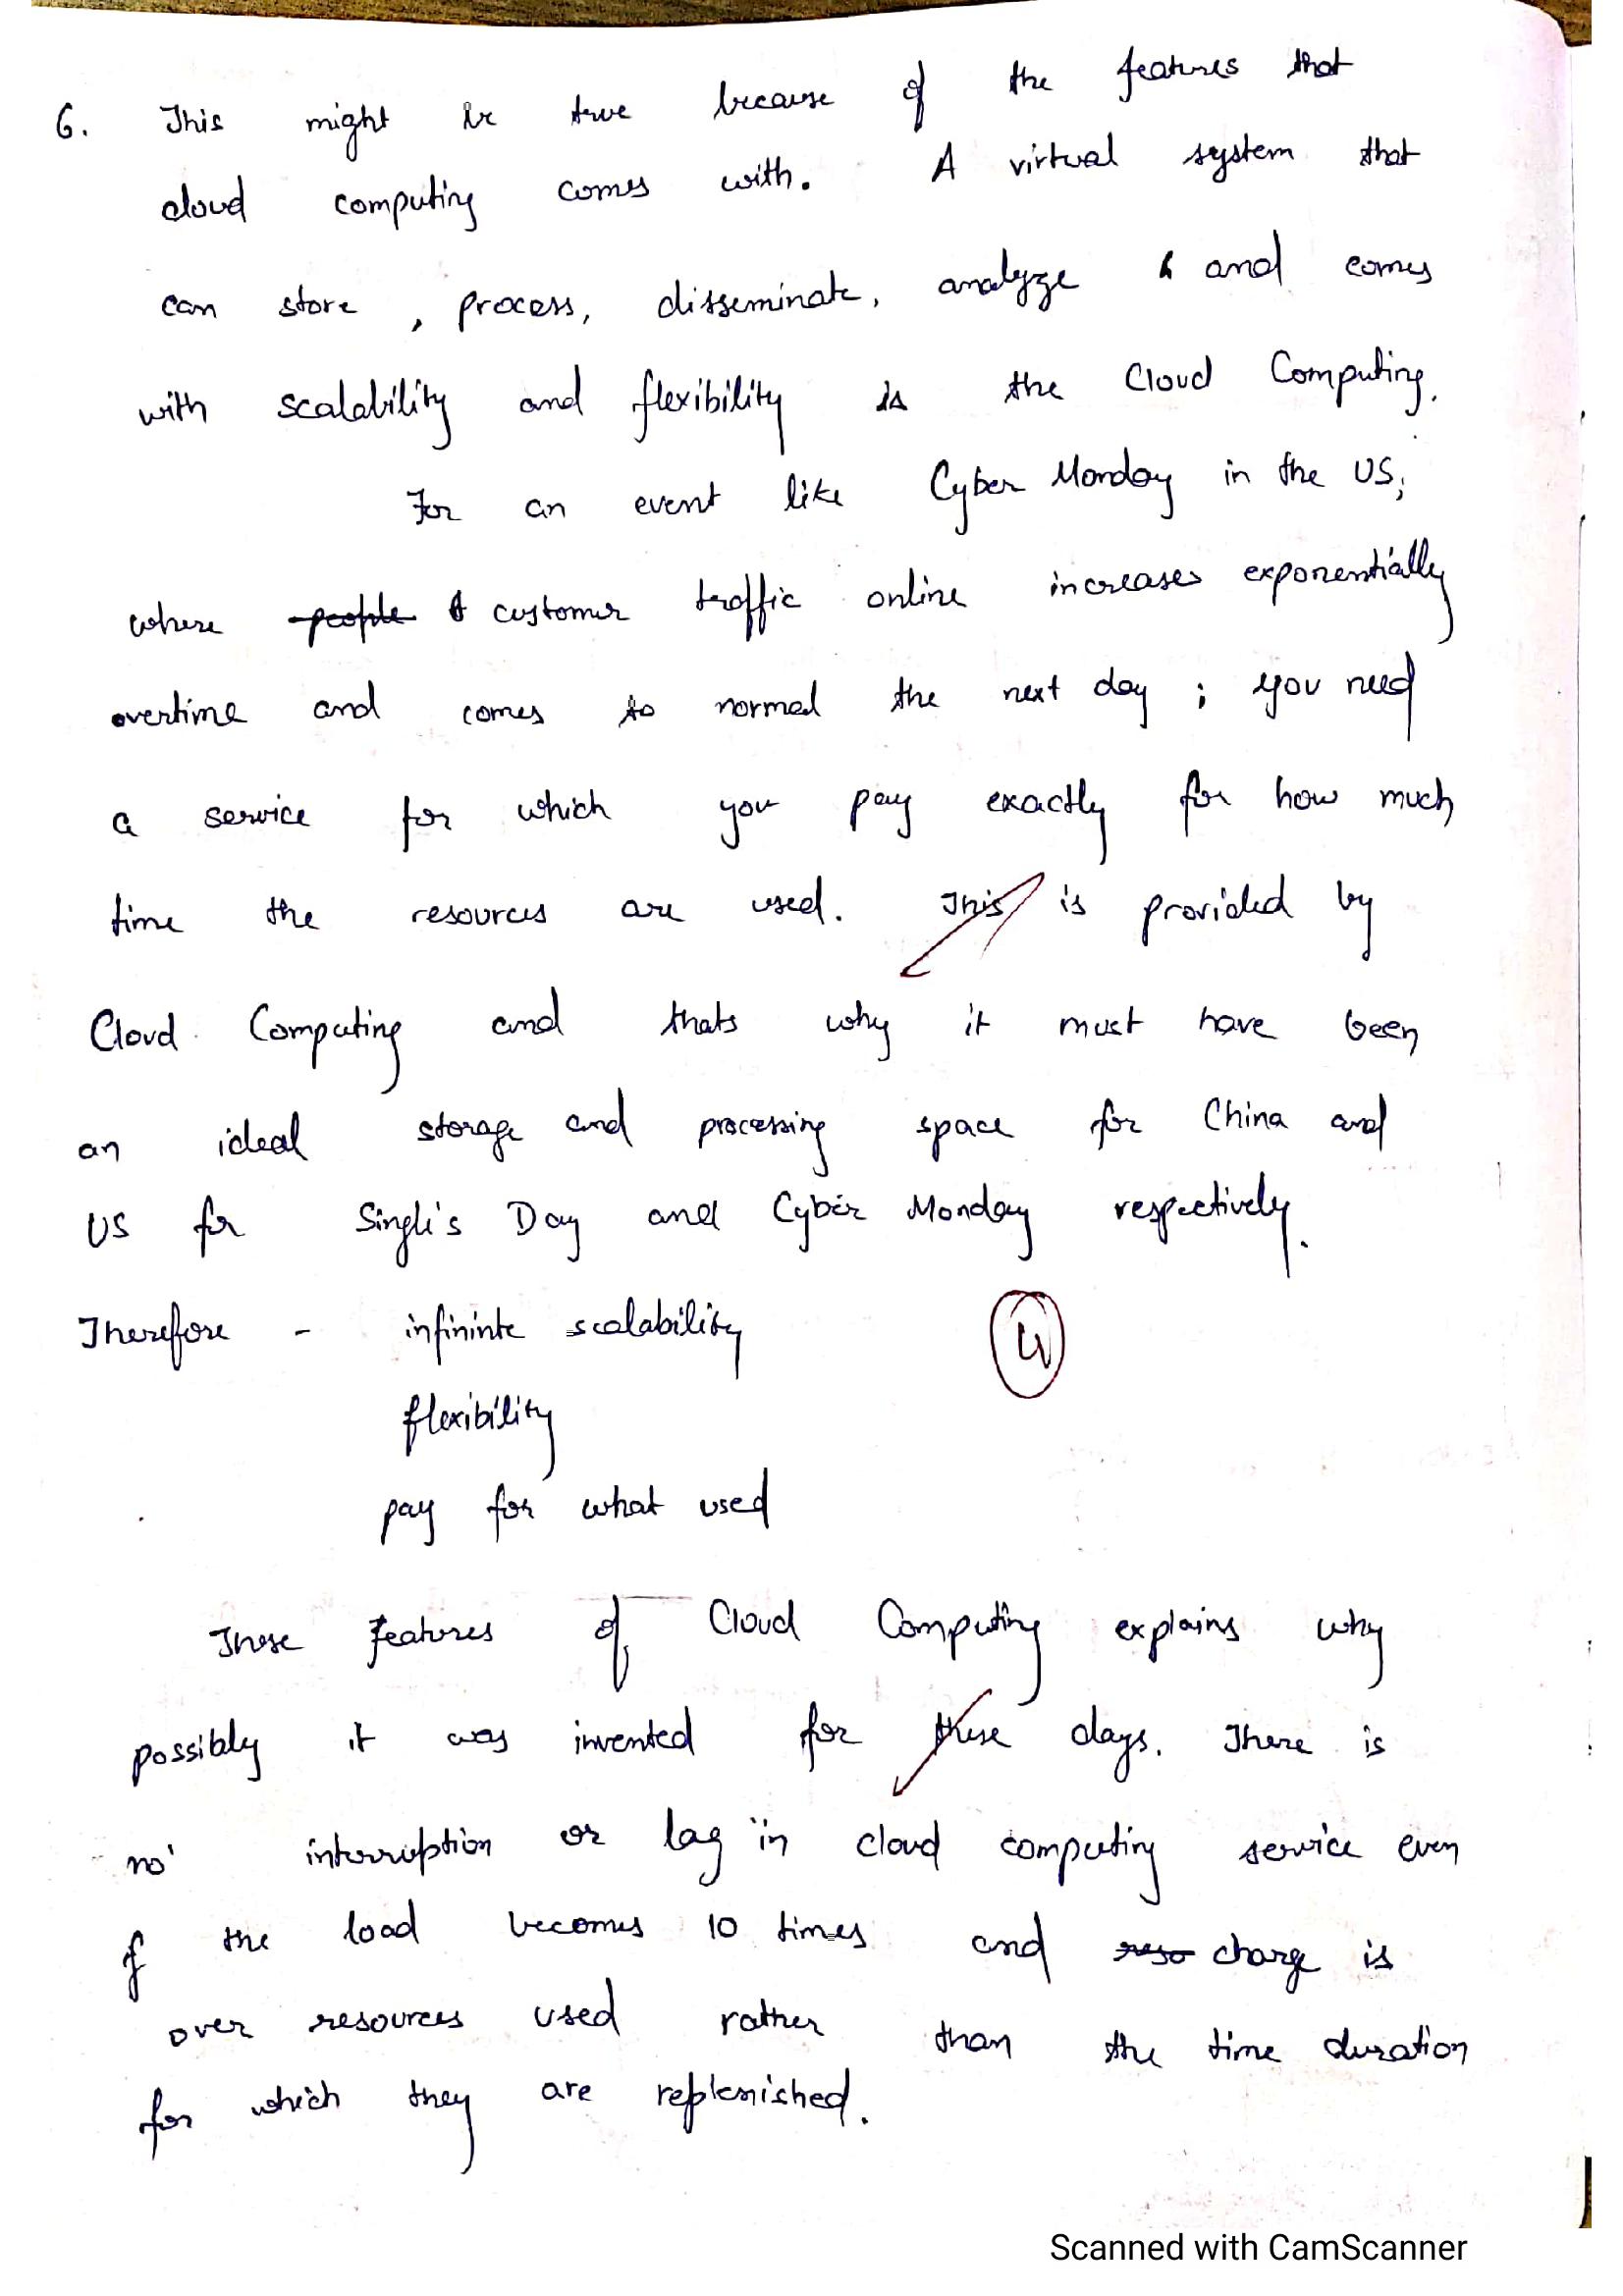 6. This might be true because of the features that
cloud computing comes with. A virtual system that
can store, process, disseminate, analyze and comes
with scalability and flexibility is the Cloud Computing.
For an event like Cyber Monday in the US,
where people customer traffic online increases exponentially
overtime and comes to normal the next day ; you need
a service for which you pay exactly for how much
time the resources are used. This is provided by
Cloud Computing and thats why it must have been
an ideal storage and processing space for China and
US for Single's Day and Cyber Monday respectively.
Therefore - infininte scalability
4
flexibility
pay for what used
These features of Cloud Computing explains why
possibly it was invented for these days. There is
no interruption or lag in cloud computing service even
if the load becomes 10 times and reso charge is
over resources used rather than the time duration
for which they are replenished.
Scanned with CamScanner